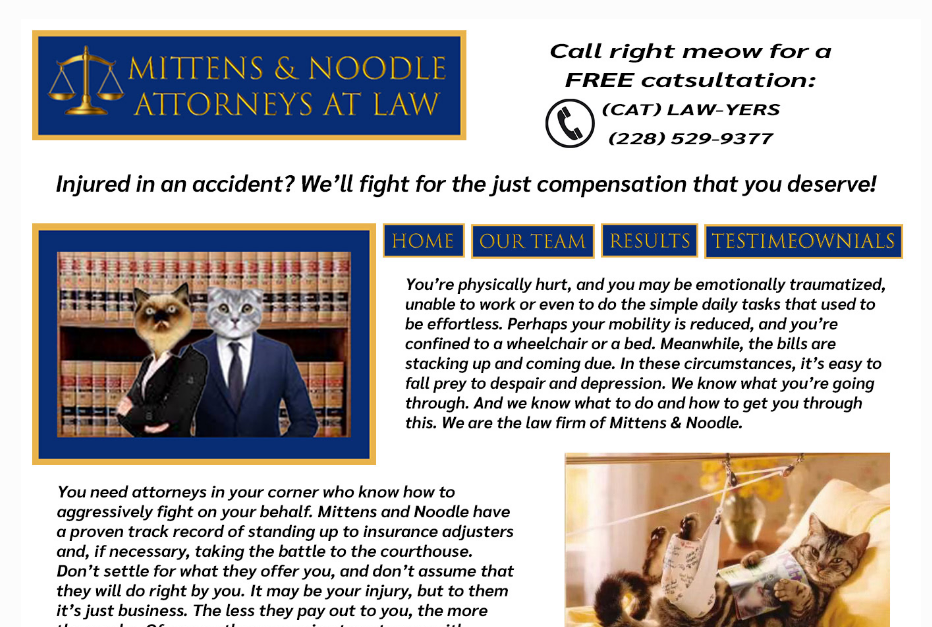 MITTENS & NOODLE
ATTORNEYS AT LAW
Call right meow for a
FREE catsultation:
(CAT) LAW-YERS
(228) 529-9377
Injured in an accident? We'll fight for the just compensation that you deserve!
HOME
OUR TEAM
RESULTS
TESTIMEOWNIALS
You're physically hurt, and you may be emotionally traumatized,
unable to work or even to do the simple daily tasks that used to
be effortless. Perhaps your mobility is reduced, and you're
confined to a wheelchair or a bed. Meanwhile, the bills are
stacking up and coming due. In these circumstances, it's easy to
fall prey to despair and depression. We know what you're going
through. And we know what to do and how to get you through
this. We are the law firm of Mittens & Noodle.
You need attorneys in your corner who know how to
aggressively fight on your behalf. Mittens and Noodle have
a proven track record of standing up to insurance adjusters
and, if necessary, taking the battle to the courthouse.
Don't settle for what they offer you, and don't assume that
they will do right by you. It may be your injury, but to them
it's just business. The less they pay out to you, the more